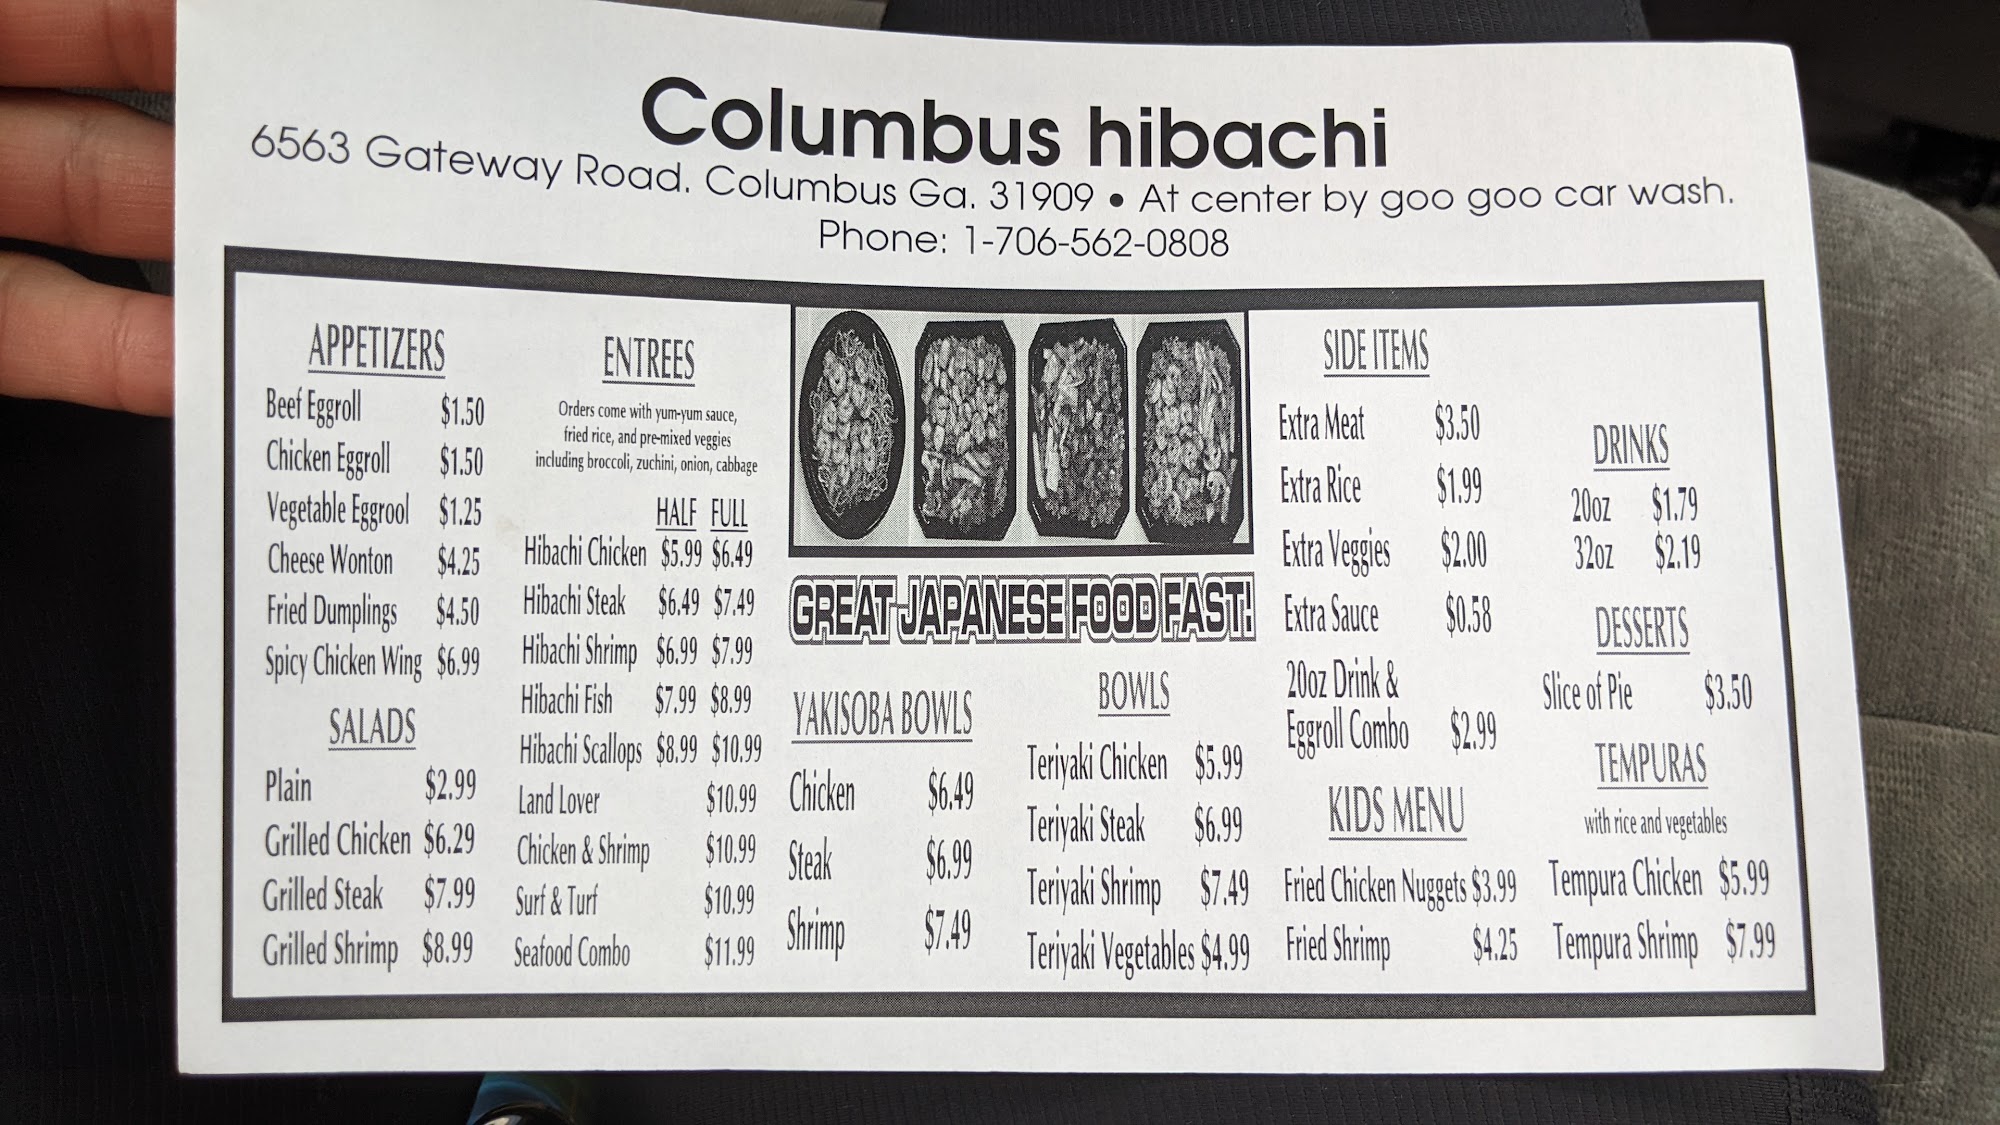 Columbus hibachi
6563 Gateway Road. Columbus Ga. 31909 • At center by goo goo car wash.
Phone: 1-706-562-0808
APPETIZERS
Beef Eggroll $1.50
Chicken Eggroll $1.50
Vegetable Eggrool $1.25
Cheese Wonton $4.25
Fried Dumplings $4.50
Spicy Chicken Wing $6.99
SALADS
Plain $2.99
Grilled Chicken $6.29
Grilled Steak $7.99
Grilled Shrimp $8.99
ENTREES
Orders come with yum-yum sauce,
fried rice, and pre-mixed veggies
including broccoli, zuchini, onion, cabbage
HALF FULL
Hibachi Chicken $5.99 $6.49
Hibachi Steak $6.49 $7.49
Hibachi Shrimp $6.99 $7.99
Hibachi Fish $7.99 $8.99
Hibachi Scallops $8.99 $10.99
Land Lover $10.99
Chicken & Shrimp $10.99
Surf & Turf $10.99
Seafood Combo $11.99
GREAT JAPANESE FOOD FAST!
YAKISOBA BOWLS
Chicken $6.49
Steak $6.99
Shrimp $7.49
BOWLS
Teriyaki Chicken $5.99
Teriyaki Steak $6.99
Teriyaki Shrimp $7.49
Teriyaki Vegetables $4.99
SIDE ITEMS
Extra Meat $3.50
Extra Rice $1.99
Extra Veggies $2.00
Extra Sauce $0.58
20oz Drink &
Eggroll Combo $2.99
KIDS MENU
Fried Chicken Nuggets $3.99
Fried Shrimp $4.25
DRINKS
20oz $1.79
32oz $2.19
DESSERTS
Slice of Pie $3.50
TEMPURAS
with rice and vegetables
Tempura Chicken $5.99
Tempura Shrimp $7.99